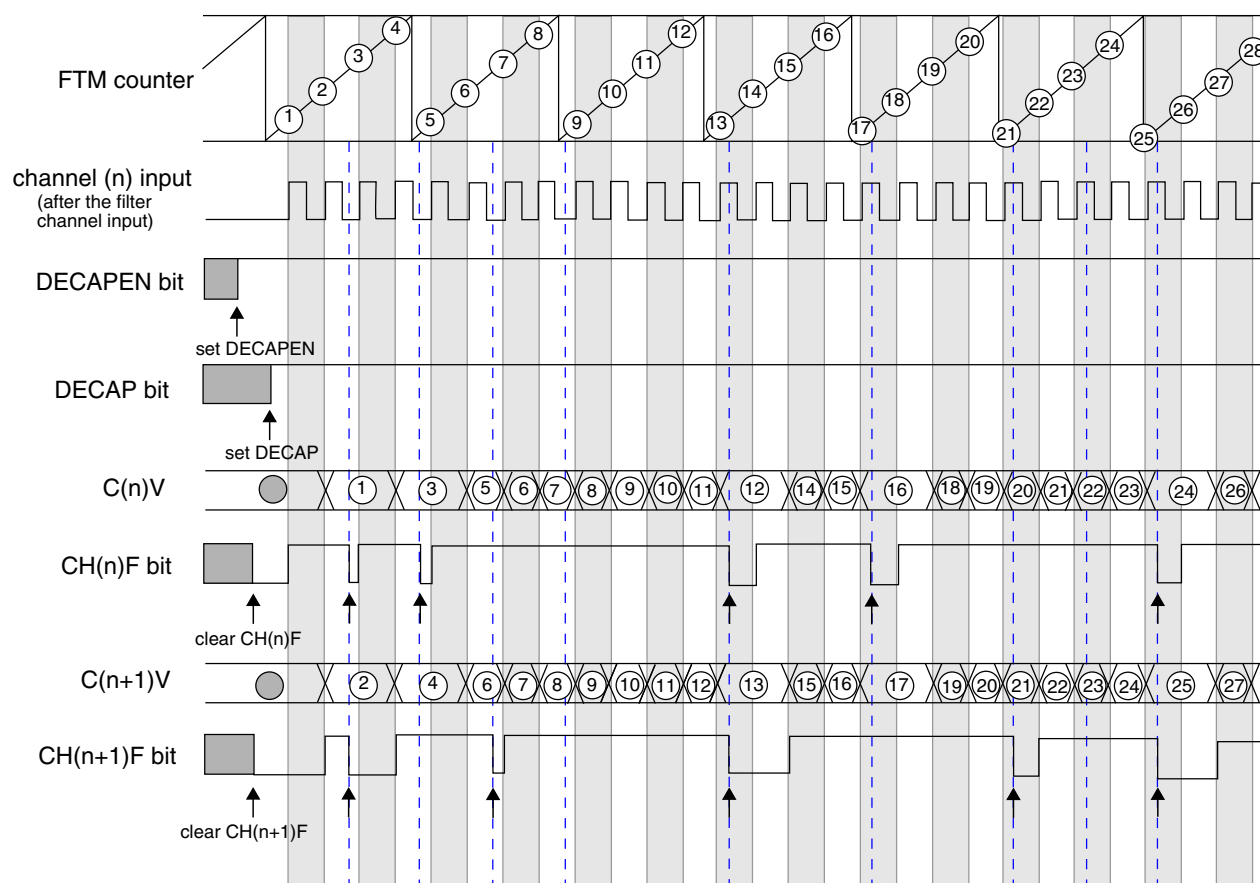 FTM counter
1 2 3 4 5 6 7 8 9 10 11 12 13 14 15 16 17 18 19 20 21 22 23 24 25 26 27 28
channel (n) input
(after the filter
channel input)
DECAPEN bit
set DECAPEN
DECAP bit
set DECAP
C(n)V
1 3 5 6 7 8 9 10 11 12 14 15 16 18 19 20 21 22 23 24 26
CH(n)F bit
clear CH(n)F
C(n+1)V
2 4 6 7 8 9 10 11 12 13 15 16 17 19 20 21 22 23 24 25 27
CH(n+1)F bit
clear CH(n+1)F